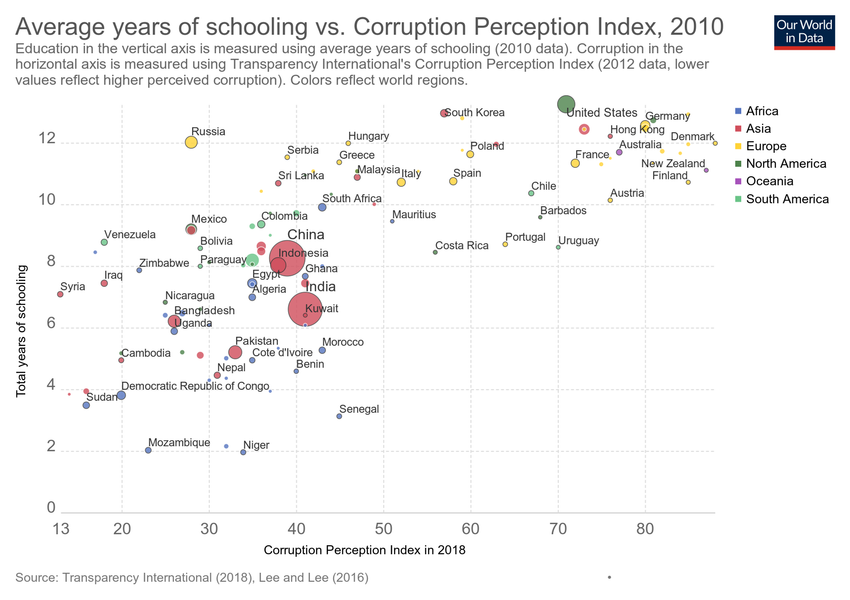 Average years of schooling vs. Corruption Perception Index, 2010
Our World
in Data
Education in the vertical axis is measured using average years of schooling (2010 data). Corruption in the
horizontal axis is measured using Transparency International's Corruption Perception Index (2012 data, lower
values reflect higher perceived corruption). Colors reflect world regions.
Africa
Asia
Europe
North America
Oceania
South America
Total years of schooling
12
10
8
6
4
2
0
South Korea
United States
Germany
Russia
Hungary
Hong Kong
Denmark
Serbia
Greece
Poland
Australia
France
New Zealand
Sri Lanka
Malaysia
Italy
Spain
Finland
South Africa
Chile
Austria
Mexico
Colombia
Mauritius
Barbados
Venezuela
Bolivia
China
Costa Rica
Portugal
Uruguay
Zimbabwe
Paraguay
Indonesia
Iraq
Egypt
Ghana
Syria
Algeria
India
Nicaragua
Bangladesh
Kuwait
Uganda
Pakistan
Morocco
Cambodia
Cote d'Ivoire
Nepal
Benin
Democratic Republic of Congo
Sudan
Senegal
Mozambique
Niger
13
20
30
40
50
60
70
80
Corruption Perception Index in 2018
Source: Transparency International (2018), Lee and Lee (2016)